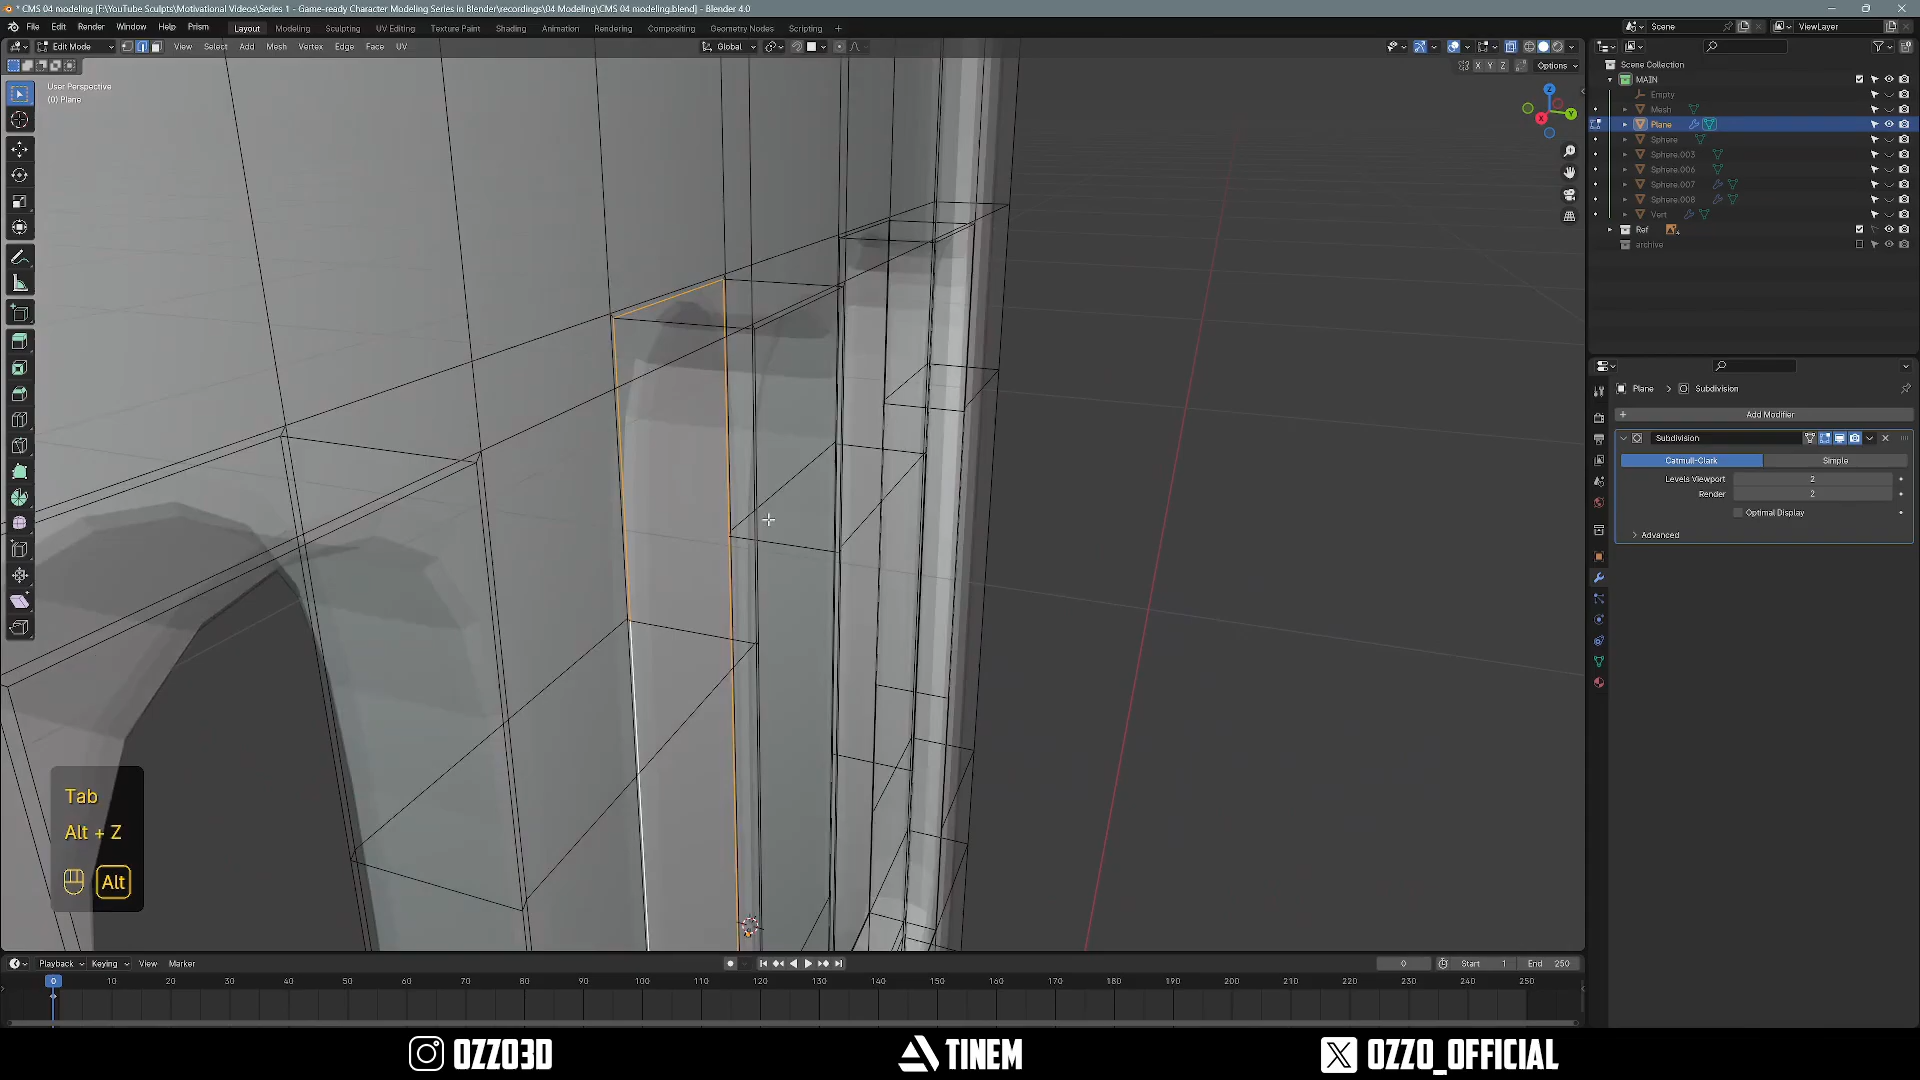 * CMS 04 modeling [F:\YouTube Sculpts\Motivational Videos\Series 1 - Game-ready Character Modeling Series in Blender\recordings\04 Modeling\CMS 04 modeling.blend] - Blender 4.0
File Edit Render Window Help Prism Layout Modeling Sculpting UV Editing Texture Paint Shading Animation Rendering Compositing Geometry Nodes Scripting +
Scene ViewLayer
Edit Mode View Select Add Mesh Vertex Edge Face UV Global
X Y Z Options
User Perspective
(0) Plane
Z
Y
X
Scene Collection
MAIN
Empty
Mesh
Plane
Sphere
Sphere.003
Sphere.006
Sphere.007
Sphere.008
Vert
Ref
archive
Plane > Subdivision
+ Add Modifier
Subdivision
Catmull-Clark Simple
Levels Viewport 2
Render 2
Optimal Display
Advanced
Tab
Alt + Z
Alt
Playback Keying View Marker 0 Start 1 End 250
0 10 20 30 40 50 60 70 80 90 100 110 120 130 140 150 160 170 180 190 200 210 220 230 240 250
OZZO3D TINEM OZZO_OFFICIAL